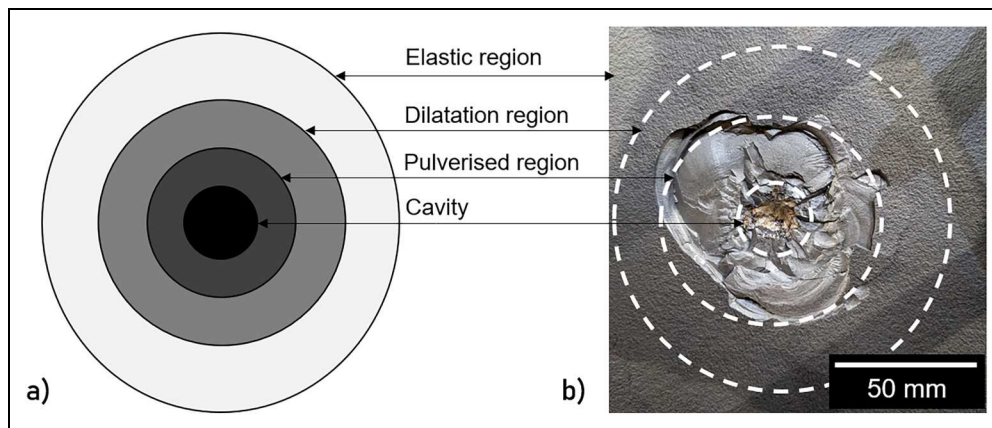 Elastic region
Dilatation region
Pulverised region
Cavity
a)
b)
50 mm